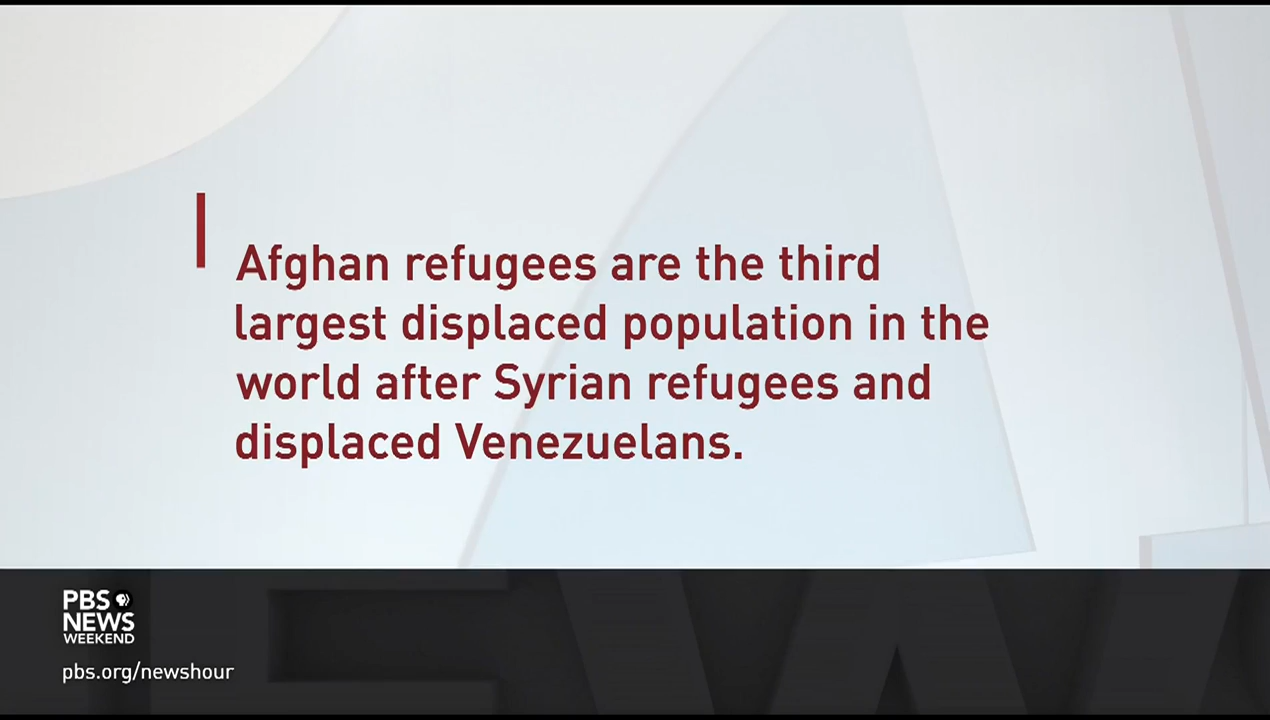 Afghan refugees are the third
largest displaced population in the
world after Syrian refugees and
displaced Venezuelans.
PBS
NEWS
WEEKEND
pbs.org/newshour